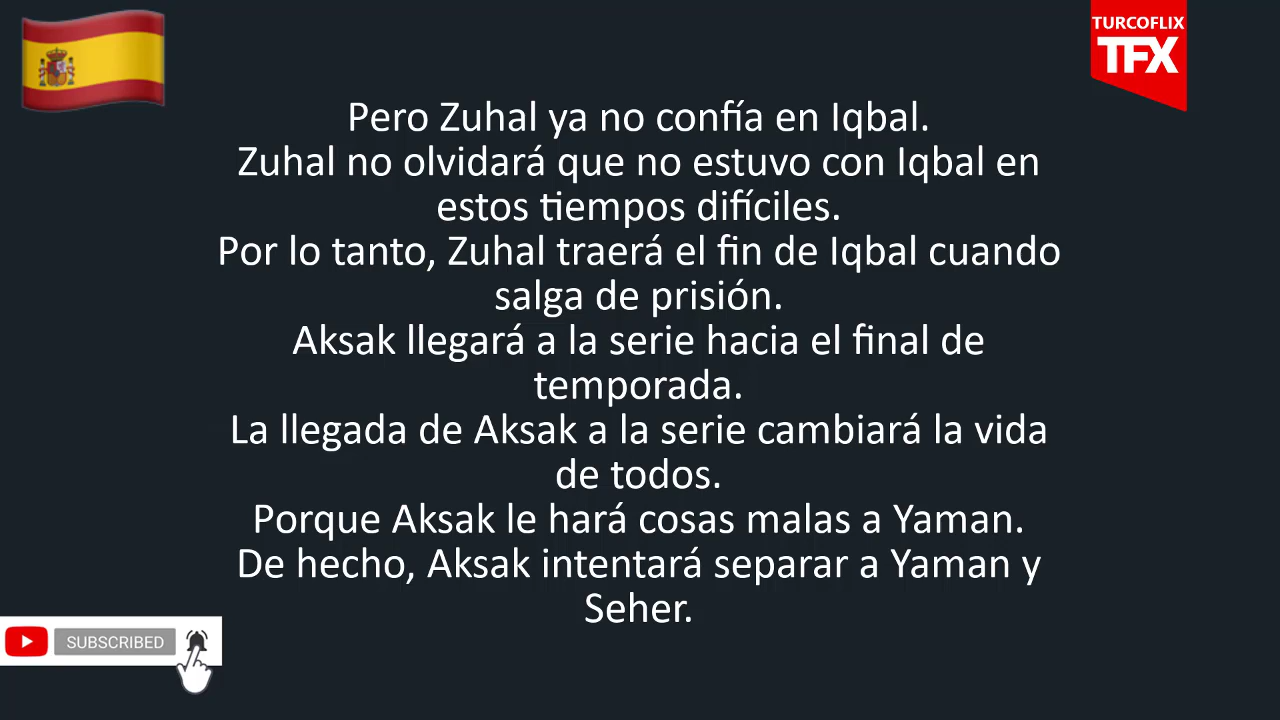 TURCOFLIX
TFX
Pero Zuhal ya no confía en Iqbal.
Zuhal no olvidará que no estuvo con Iqbal en
estos tiempos difíciles.
Por lo tanto, Zuhal traerá el fin de Iqbal cuando
salga de prisión.
Aksak llegará a la serie hacia el final de
temporada.
La llegada de Aksak a la serie cambiará la vida
de todos.
Porque Aksak le hará cosas malas a Yaman.
De hecho, Aksak intentará separar a Yaman y
Seher.
SUBSCRIBED